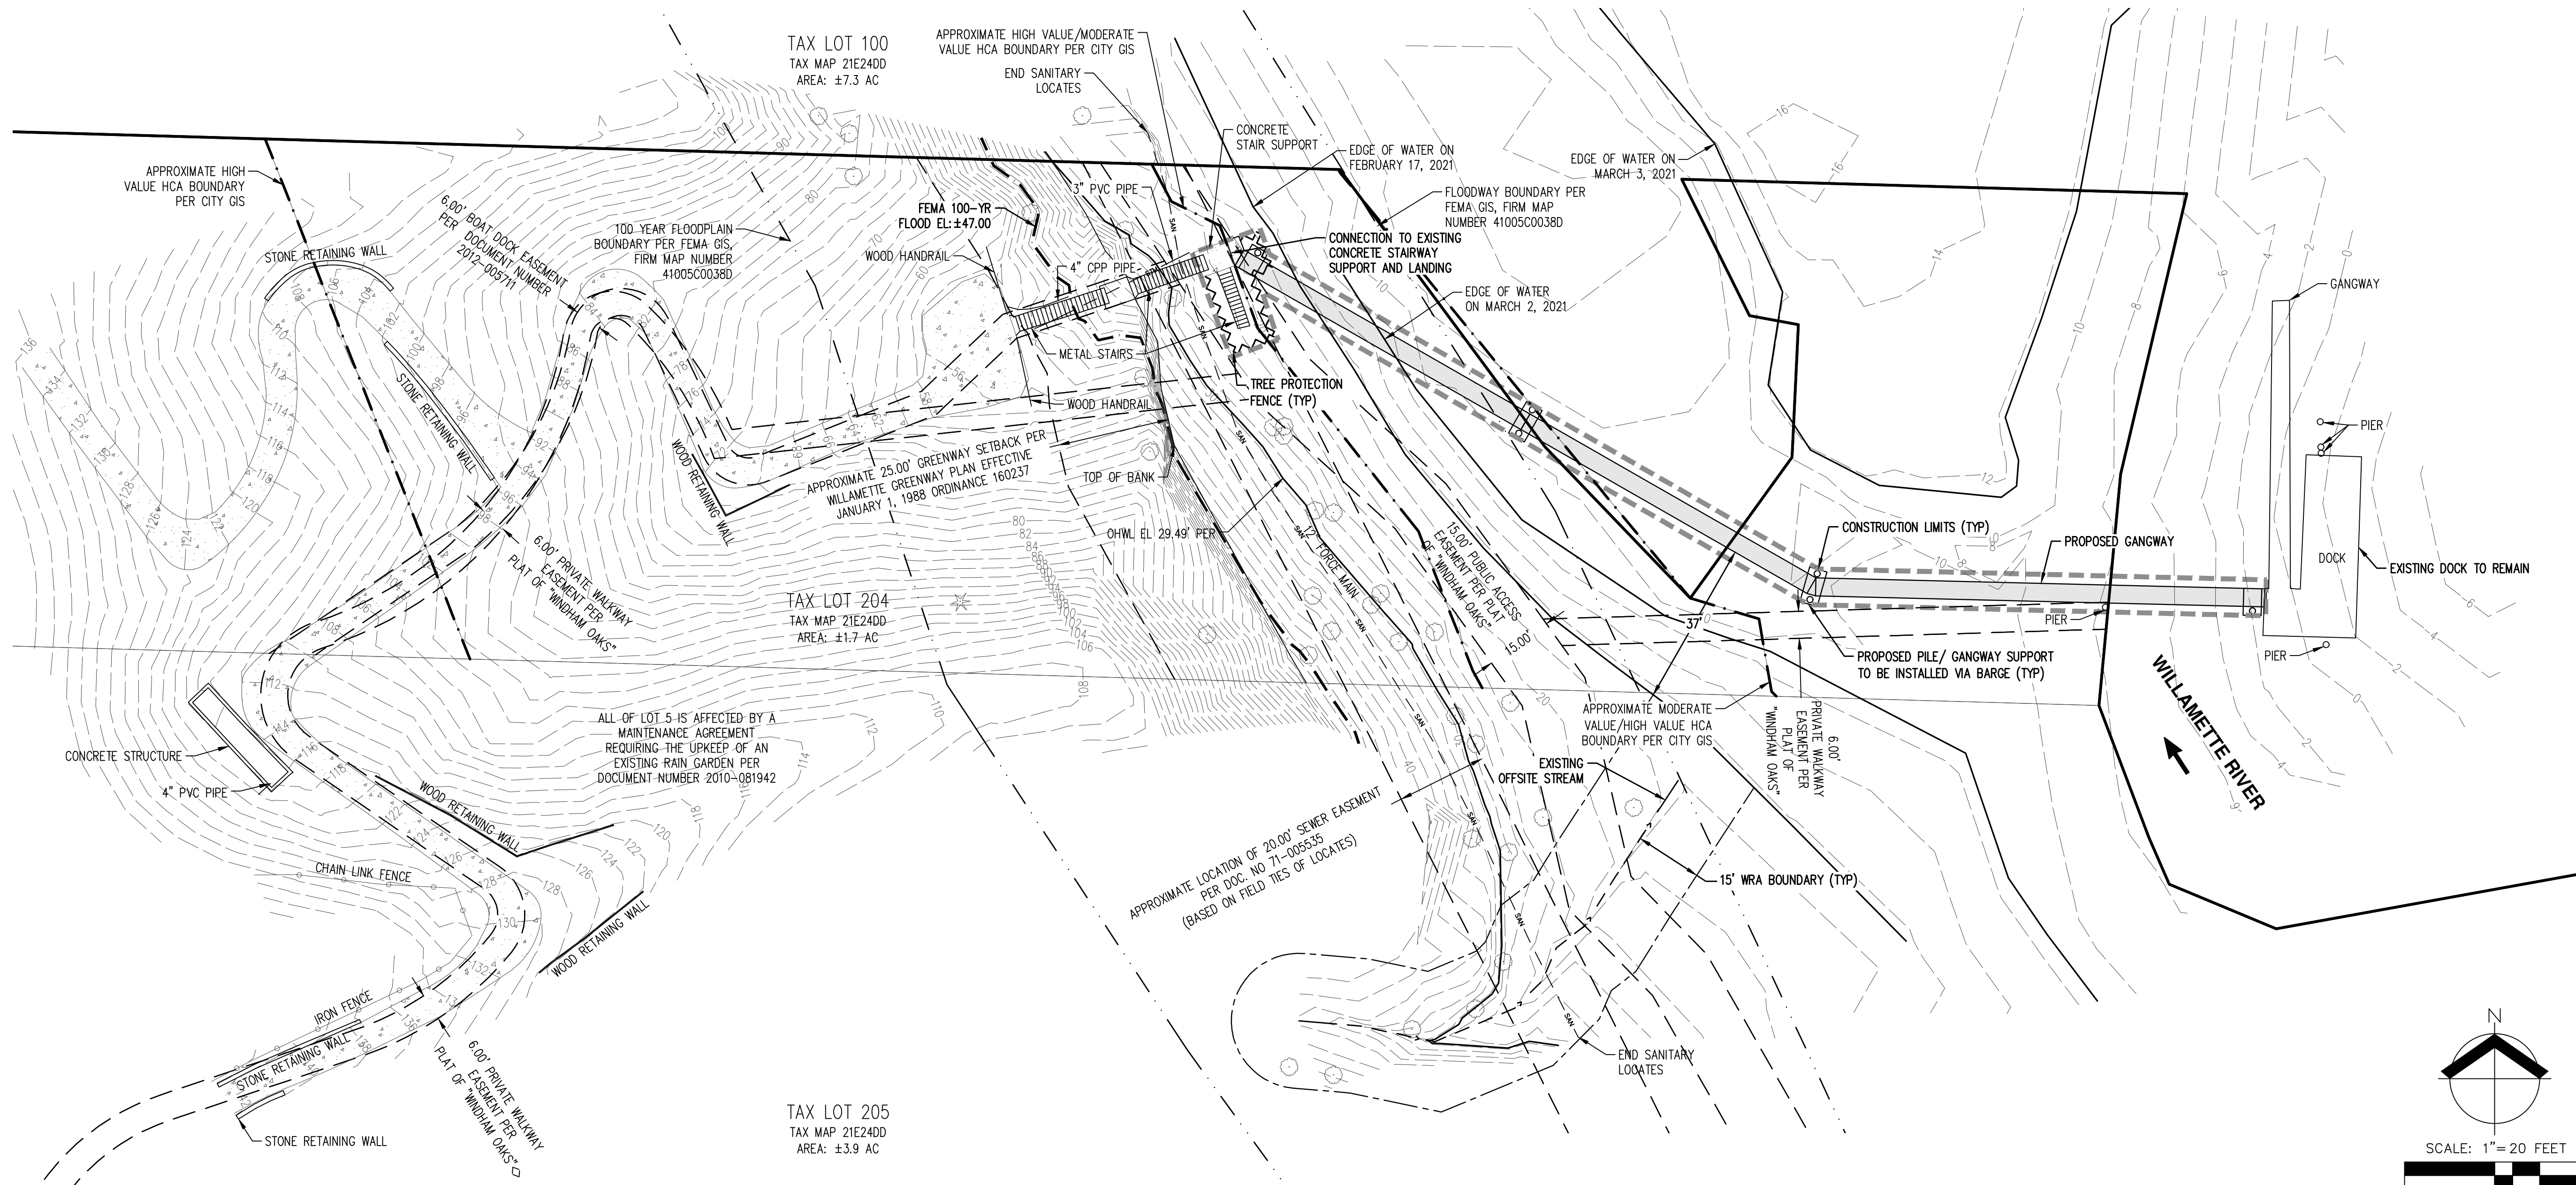 TAX LOT 100
TAX MAP 21E24DD
AREA: ±7.3 AC
APPROXIMATE HIGH VALUE/MODERATE
VALUE HCA BOUNDARY PER CITY GIS
END SANITARY
LOCATES
CONCRETE
STAIR SUPPORT
EDGE OF WATER ON
FEBRUARY 17, 2021
EDGE OF WATER ON
MARCH 3, 2021
APPROXIMATE HIGH
VALUE HCA BOUNDARY
PER CITY GIS
6.00' BOAT DOCK EASEMENT
PER DOCUMENT NUMBER
2012-005711
3" PVC PIPE
FEMA 100-YR
FLOOD EL:±47.00
FLOODWAY BOUNDARY PER
FEMA GIS, FIRM MAP
NUMBER 41005C0038D
100 YEAR FLOODPLAIN
BOUNDARY PER FEMA GIS,
FIRM MAP NUMBER
41005C0038D
WOOD HANDRAIL
4" CPP PIPE
CONNECTION TO EXISTING
CONCRETE STAIRWAY
SUPPORT AND LANDING
STONE RETAINING WALL
EDGE OF WATER
ON MARCH 2, 2021
GANGWAY
METAL STAIRS
TREE PROTECTION
FENCE (TYP)
WOOD HANDRAIL
STONE RETAINING WALL
WOOD RETAINING WALL
APPROXIMATE 25.00' GREENWAY SETBACK PER
WILLAMETTE GREENWAY PLAN EFFECTIVE
JANUARY 1, 1988 ORDINANCE 160237
TOP OF BANK
PIER
OHWL EL 29.49' PER
12" FORCE MAIN
15.00' PUBLIC ACCESS
EASEMENT PER PLAT
OF "WINDHAM OAKS"
15.00'
37'
CONSTRUCTION LIMITS (TYP)
PROPOSED GANGWAY
DOCK
EXISTING DOCK TO REMAIN
PIER
PIER
6.00' PRIVATE WALKWAY
EASEMENT PER
PLAT OF "WINDHAM OAKS"
TAX LOT 204
TAX MAP 21E24DD
AREA: ±1.7 AC
PROPOSED PILE/ GANGWAY SUPPORT
TO BE INSTALLED VIA BARGE (TYP)
WILLAMETTE RIVER
ALL OF LOT 5 IS AFFECTED BY A
MAINTENANCE AGREEMENT
REQUIRING THE UPKEEP OF AN
EXISTING RAIN GARDEN PER
DOCUMENT NUMBER 2010-081942
APPROXIMATE MODERATE
VALUE/HIGH VALUE HCA
BOUNDARY PER CITY GIS
6.00'
PRIVATE WALKWAY
EASEMENT PER
PLAT OF
"WINDHAM OAKS"
CONCRETE STRUCTURE
4" PVC PIPE
WOOD RETAINING WALL
EXISTING
OFFSITE STREAM
APPROXIMATE LOCATION OF 20.00' SEWER EASEMENT
PER DOC. NO 71-005535
(BASED ON FIELD TIES OF LOCATES)
15' WRA BOUNDARY (TYP)
CHAIN LINK FENCE
WOOD RETAINING WALL
IRON FENCE
STONE RETAINING WALL
6.00' PRIVATE WALKWAY
EASEMENT PER
PLAT OF "WINDHAM OAKS"
STONE RETAINING WALL
END SANITARY
LOCATES
TAX LOT 205
TAX MAP 21E24DD
AREA: ±3.9 AC
N
SCALE: 1"=20 FEET